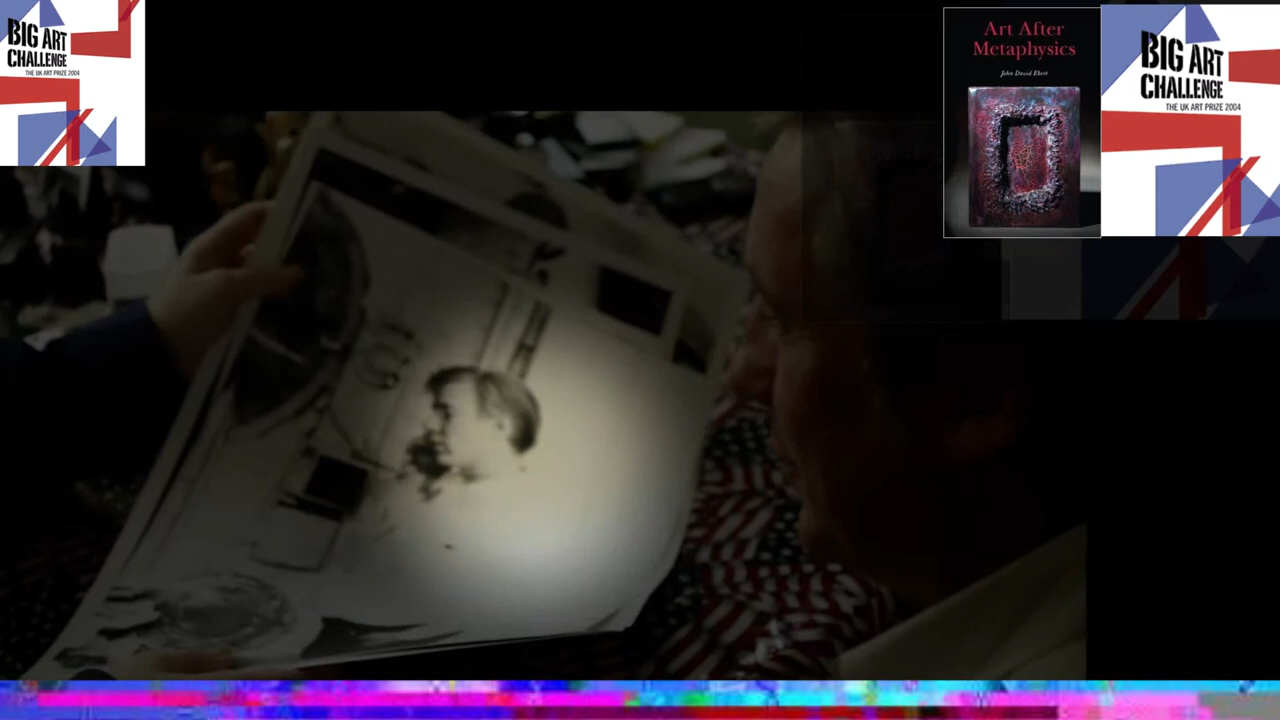 BIG ART
CHALLENGE
THE UK ART PRIZE 2004
Art After
Metaphysics
John David Ebert
BIG ART
CHALLENGE
THE UK ART PRIZE 2004